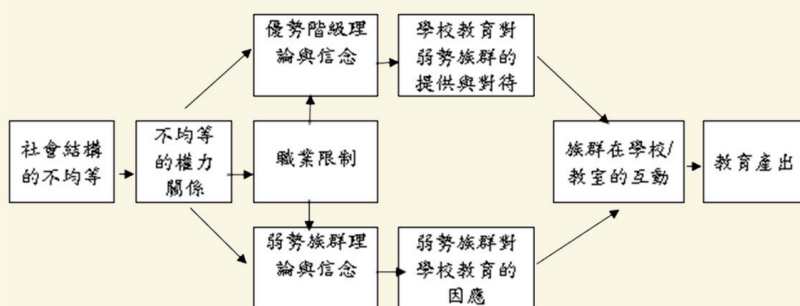 社會結構
的不均等
不均等
的權力
關係
優勢階級理
論與信念
職業限制
弱勢族群理
論與信念
學校教育對
弱勢族群的
提供與對待
弱勢族群對
學校教育的
因應
族群在學校/
教室的互動
教育產出